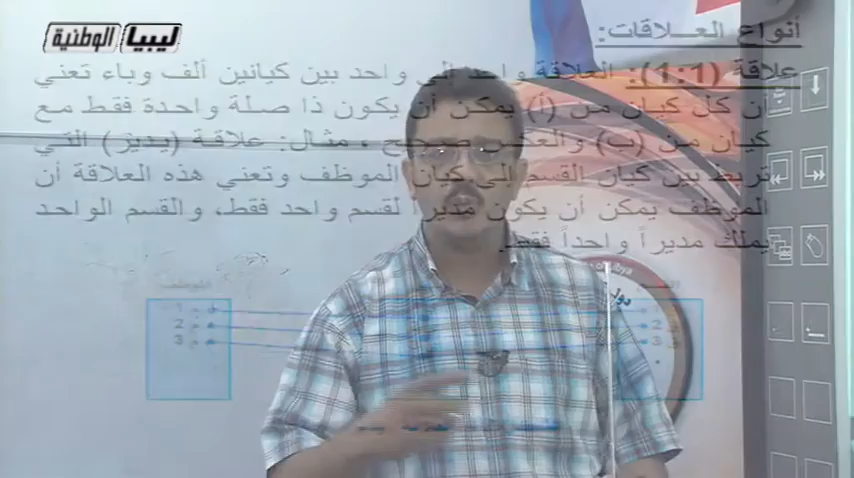 ليبيا الوطنية
أنواع العـــلاقات:
علاقة (1:1): العلاقة واحد إلى واحد بين كيانين ألف وباء تعني
أن كل كيان من (أ) يمكن أن يكون ذا صلة واحدة فقط مع
كيان من (ب) والعكس صحيح ، مثال: علاقة (يدير) التي
تربط بين كيان القسم إلى كيان الموظف وتعني هذه العلاقة أن
الموظف يمكن أن يكون مديراً لقسم واحد فقط، والقسم الواحد
يملك مديراً واحداً فقط.
الموظف
القسم
1 م
2 م
3 م
1 ق
2 ق
3 ق